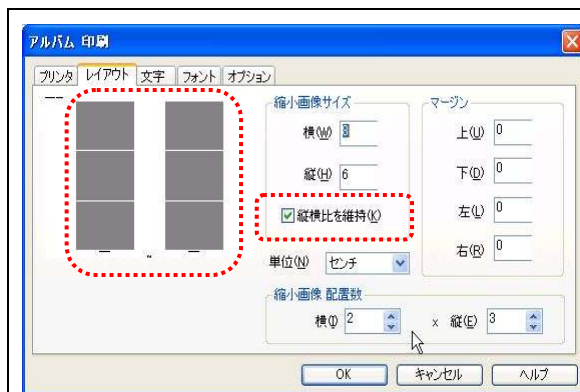 アルバム 印刷
プリンタ レイアウト 文字 フォント オプション
縮小画像サイズ
横(W) 8
縦(H) 6
縦横比を維持(K)
単位(N) センチ
マージン
上(U) 0
下(D) 0
左(L) 0
右(R) 0
縮小画像 配置数
横(I) 2 x 縦(E) 3
OK キャンセル ヘルプ